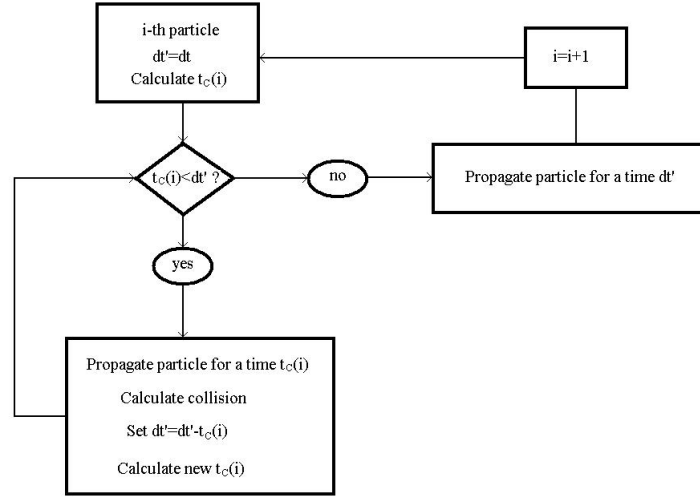 i-th particle
dt'=dt
Calculate t_C(i)
i=i+1
t_C(i)<dt' ?
no
Propagate particle for a time dt'
yes
Propagate particle for a time t_C(i)
Calculate collision
Set dt'=dt'-t_C(i)
Calculate new t_C(i)